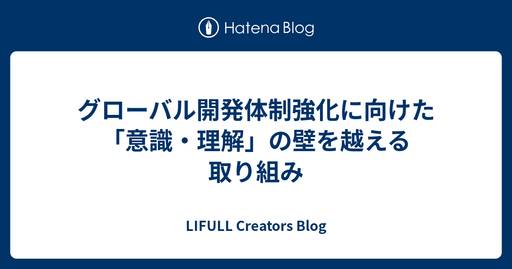 Hatena Blog
グローバル開発体制強化に向けた
「意識・理解」の壁を越える
取り組み
LIFULL Creators Blog